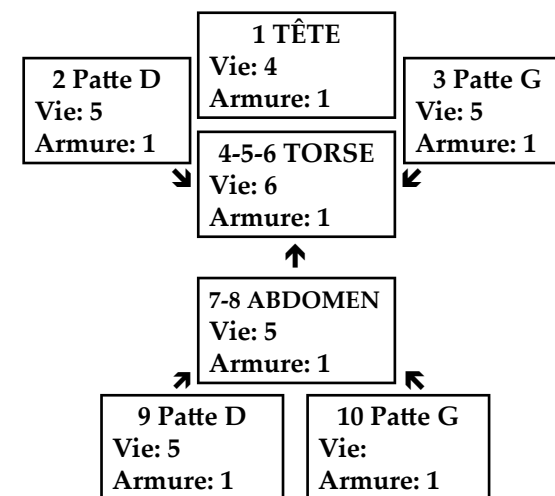 1 TÊTE
Vie: 4
Armure: 1
2 Patte D
Vie: 5
Armure: 1
3 Patte G
Vie: 5
Armure: 1
4-5-6 TORSE
Vie: 6
Armure: 1
7-8 ABDOMEN
Vie: 5
Armure: 1
9 Patte D
Vie: 5
Armure: 1
10 Patte G
Vie:
Armure: 1